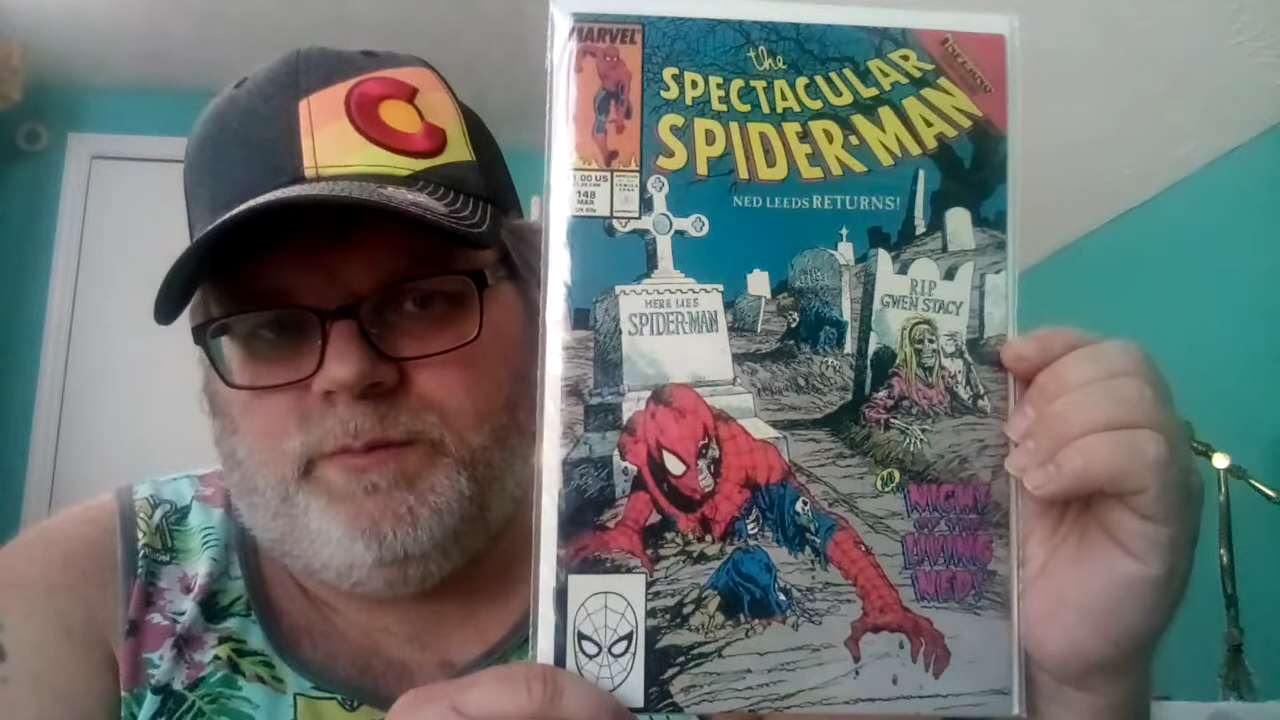 C
MARVEL
the
SPECTACULAR
SPIDER-MAN
INFERNO
$1.00 US
148
MAR
NED LEEDS RETURNS!
HERE LIES
SPIDER-MAN
R.I.P.
GWEN STACY
NIGHT
OF THE
LIVING
NED!